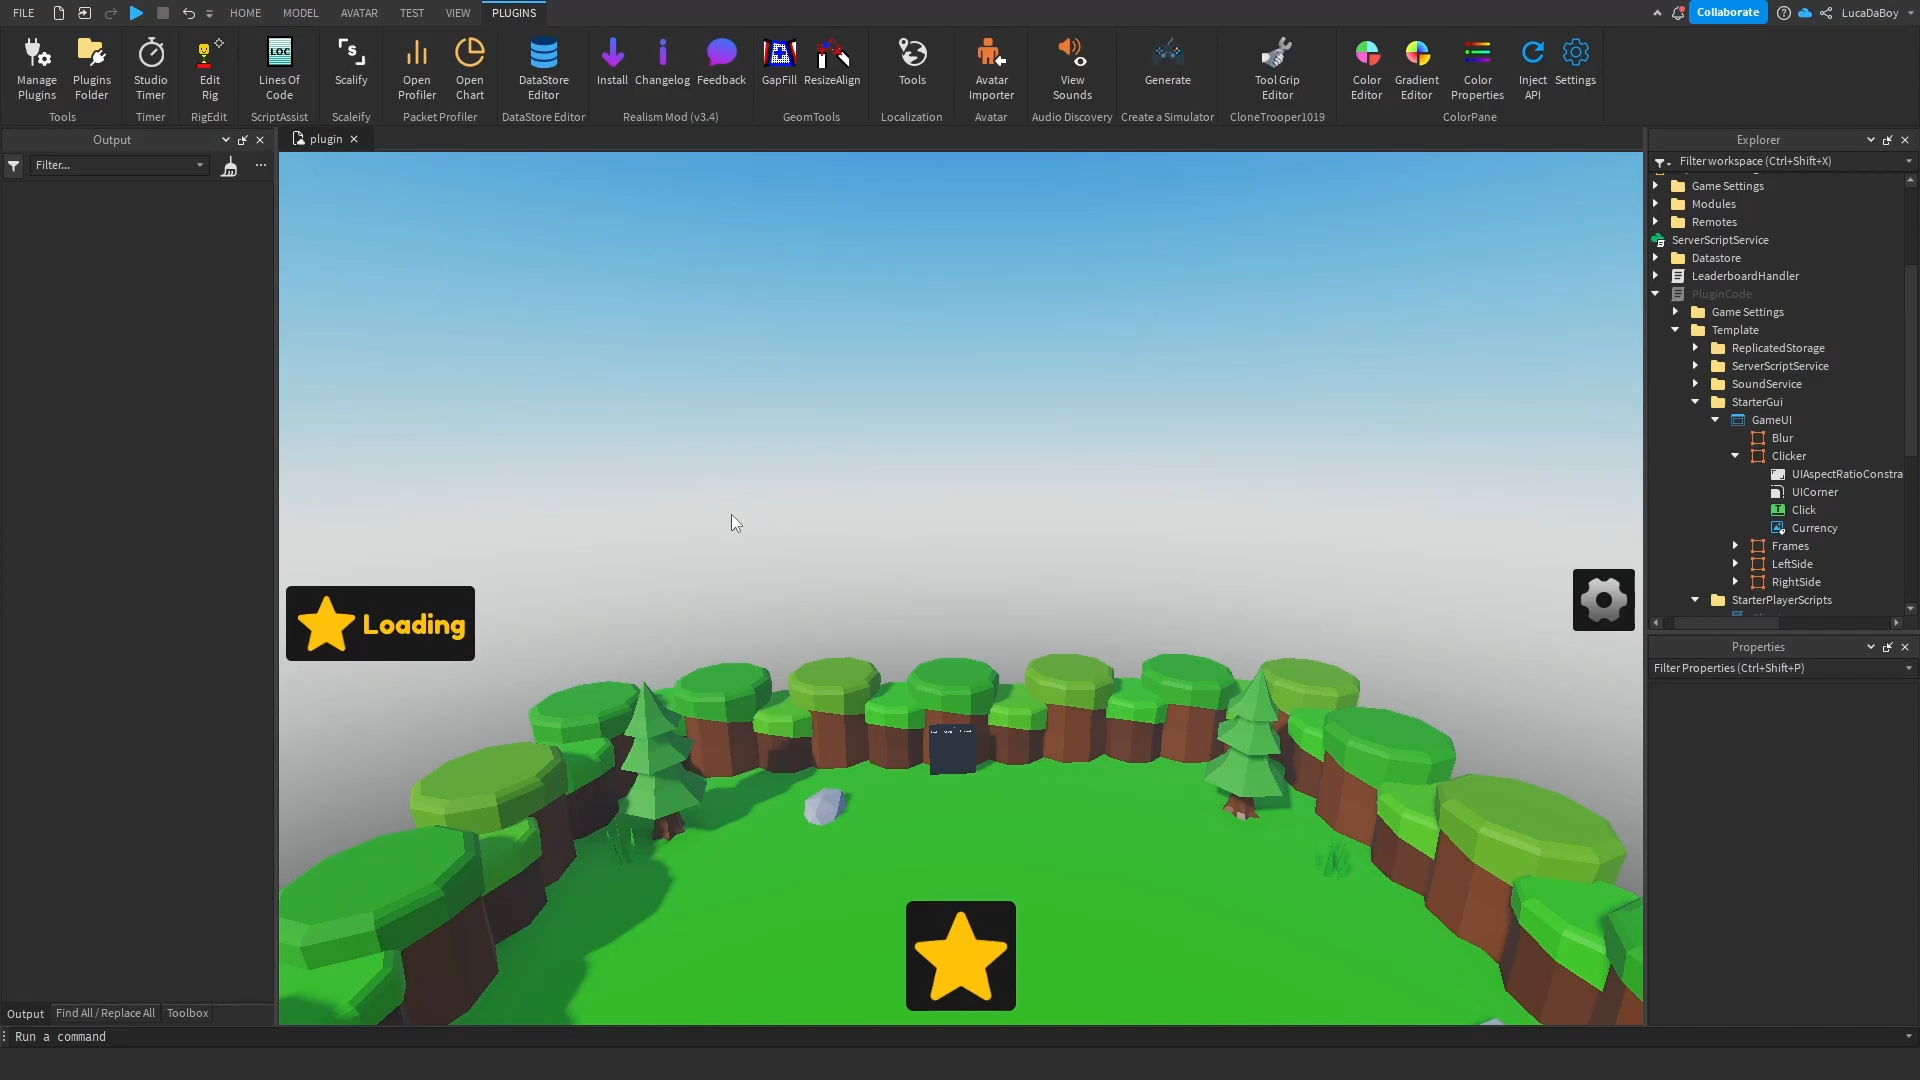 FILE HOME MODEL AVATAR TEST VIEW PLUGINS Collaborate LucaDaBoy
Manage Plugins
Plugins Folder
Tools
Studio Timer
Timer
Edit Rig
RigEdit
LOC
Lines Of Code
ScriptAssist
S
Scalify
Scaleify
Open Profiler
Open Chart
Packet Profiler
DataStore Editor
DataStore Editor
Install
Changelog
Feedback
Realism Mod (v3.4)
GapFill
ResizeAlign
GeomTools
Tools
Localization
Avatar Importer
Avatar
View Sounds
Audio Discovery
Generate
Create a Simulator
Tool Grip Editor
CloneTrooper1019
Color Editor
Gradient Editor
Color Properties
Inject API
Settings
ColorPane
Output
Filter...
plugin
Loading
Explorer
Filter workspace (Ctrl+Shift+X)
Game Settings
Modules
Remotes
ServerScriptService
Datastore
LeaderboardHandler
PluginCode
Game Settings
Template
ReplicatedStorage
ServerScriptService
SoundService
StarterGui
GameUI
Blur
Clicker
UIAspectRatioConstra
UICorner
Click
Currency
Frames
LeftSide
RightSide
StarterPlayerScripts
Properties
Filter Properties (Ctrl+Shift+P)
Output Find All / Replace All Toolbox
Run a command